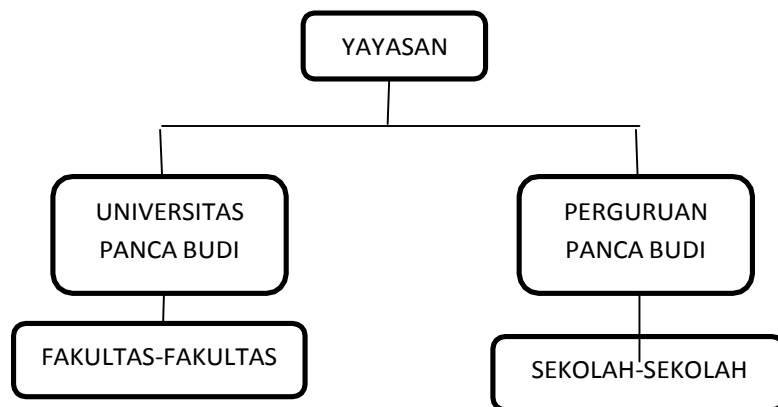 YAYASAN
UNIVERSITAS
PANCA BUDI
PERGURUAN
PANCA BUDI
FAKULTAS-FAKULTAS
SEKOLAH-SEKOLAH